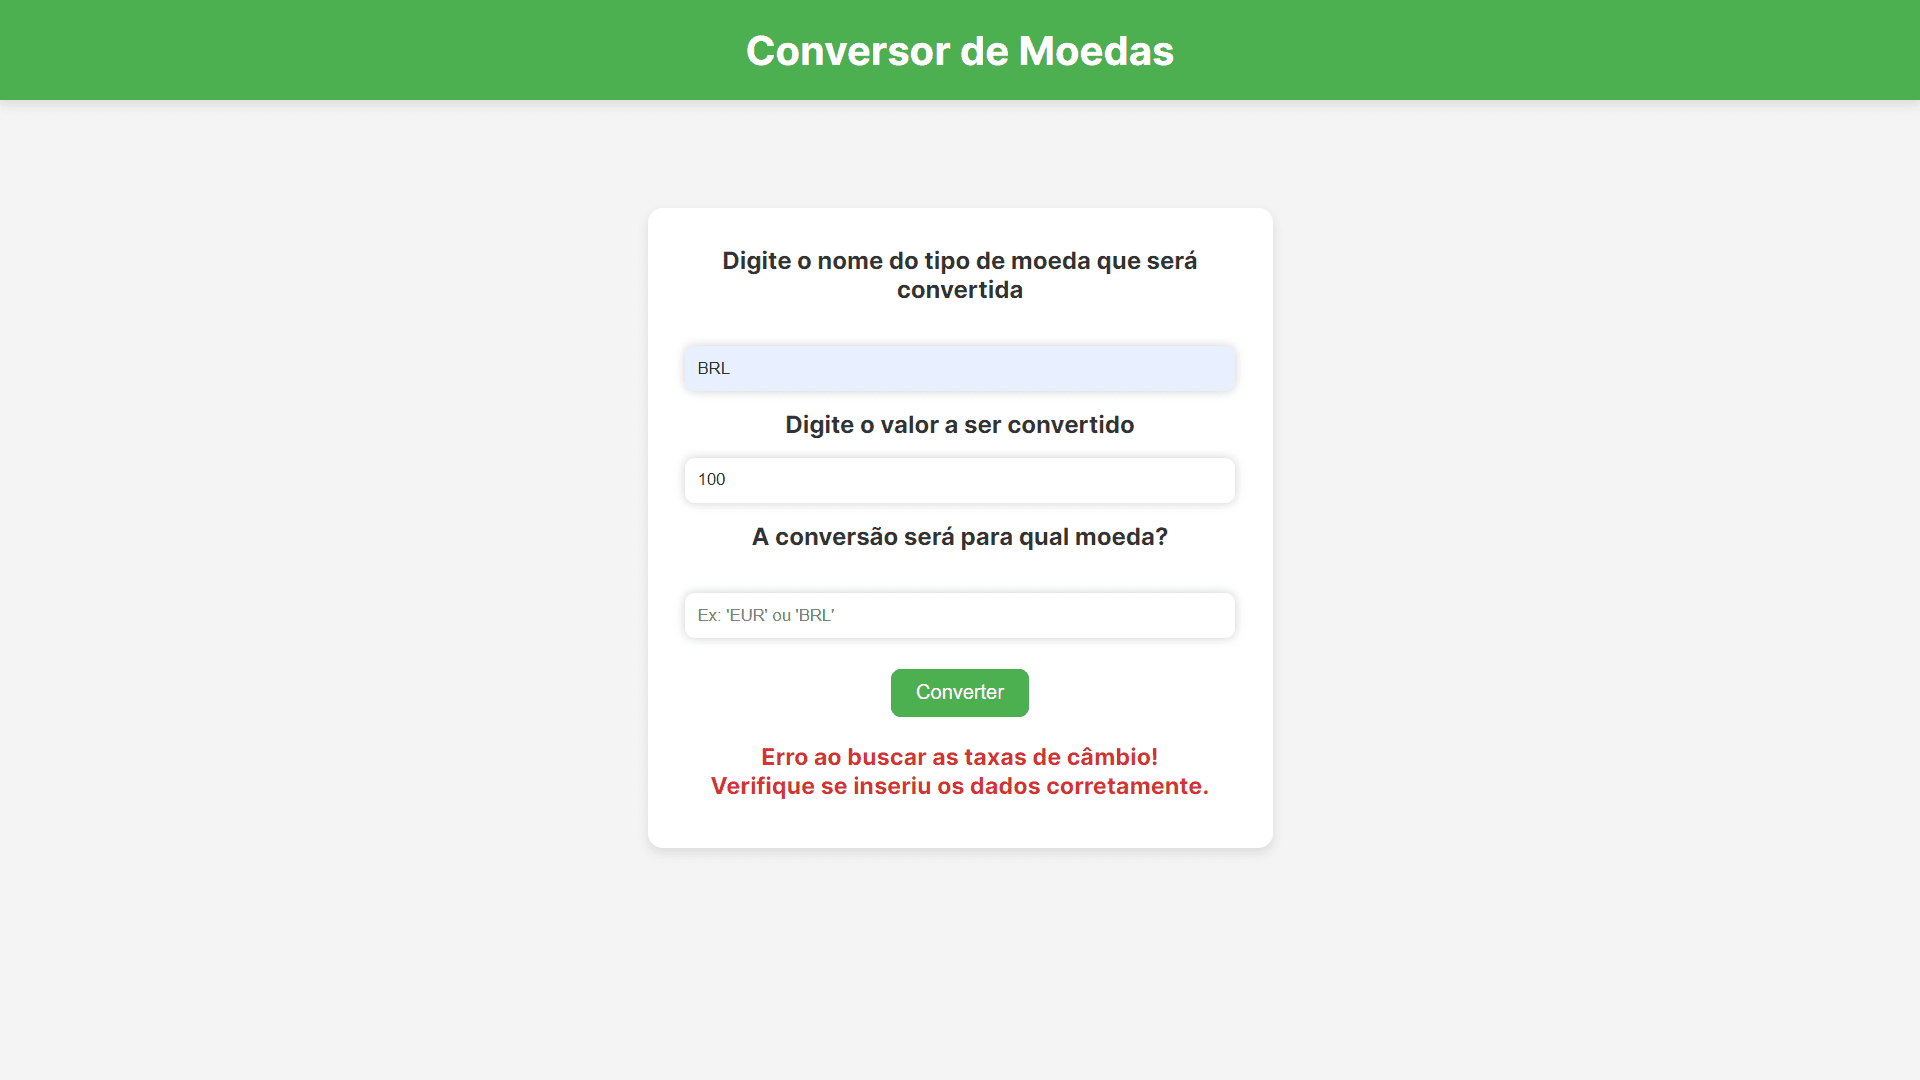 Conversor de Moedas
Digite o nome do tipo de moeda que será
convertida
BRL
Digite o valor a ser convertido
100
A conversão será para qual moeda?
Ex: 'EUR' ou 'BRL'
Converter
Erro ao buscar as taxas de câmbio!
Verifique se inseriu os dados corretamente.